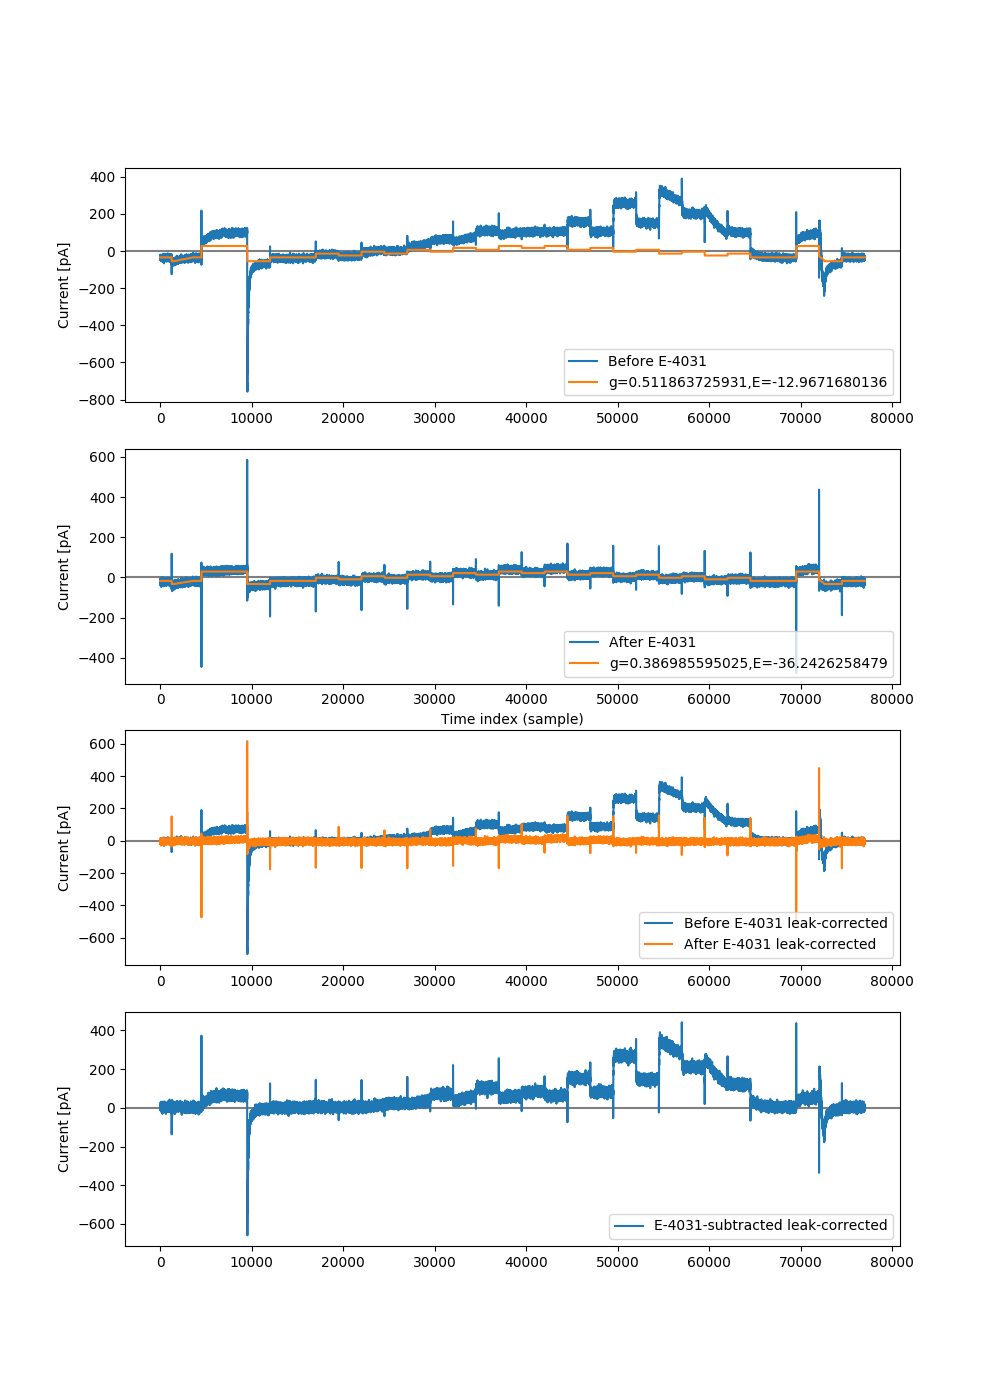 400
200
0
−200
−400
−600
−800
Current [pA]
Before E-4031
g=0.511863725931,E=-12.9671680136
0 10000 20000 30000 40000 50000 60000 70000 80000
600
400
200
0
−200
−400
Current [pA]
After E-4031
g=0.386985595025,E=-36.2426258479
0 10000 20000 30000 40000 50000 60000 70000 80000
Time index (sample)
600
400
200
0
−200
−400
−600
Current [pA]
Before E-4031 leak-corrected
After E-4031 leak-corrected
0 10000 20000 30000 40000 50000 60000 70000 80000
400
200
0
−200
−400
−600
Current [pA]
E-4031-subtracted leak-corrected
0 10000 20000 30000 40000 50000 60000 70000 80000